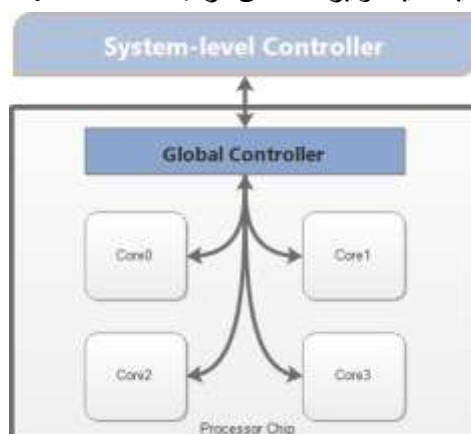 System-level Controller
Global Controller
Core0
Core1
Core2
Core3
Processor Chip